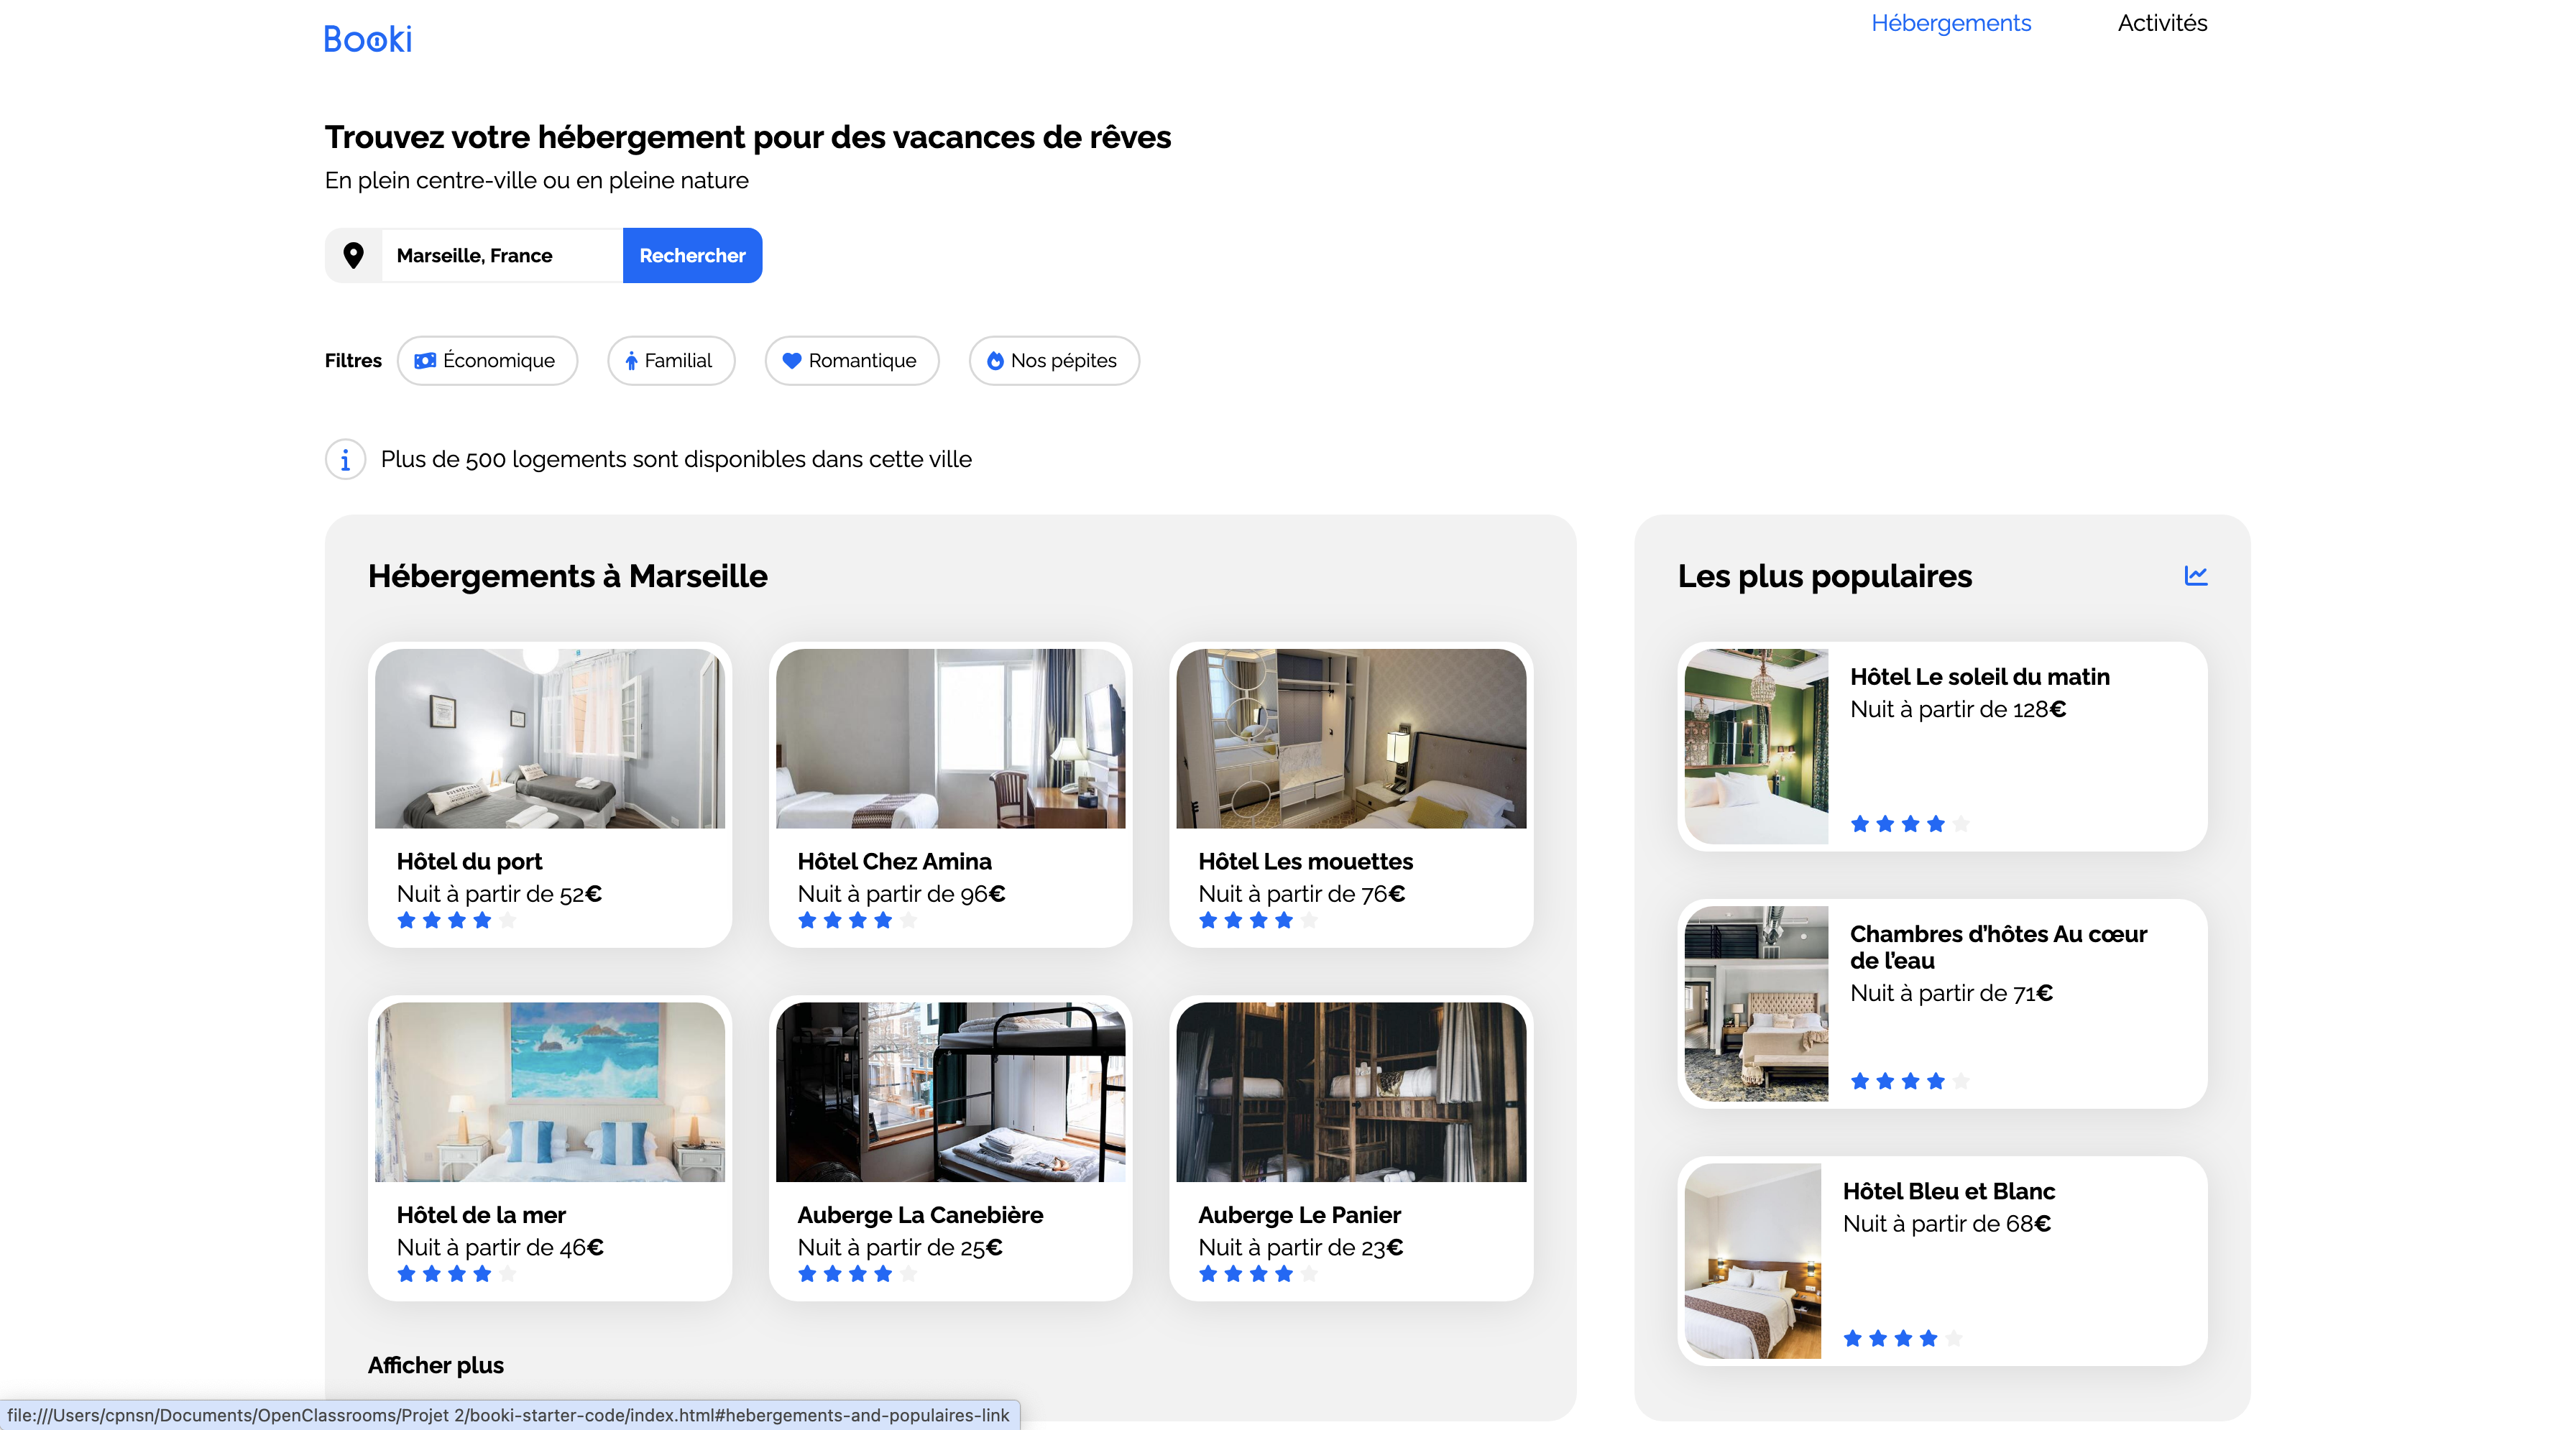 Booki
Hébergements
Activités
Trouvez votre hébergement pour des vacances de rêves
En plein centre-ville ou en pleine nature
Marseille, France
Rechercher
Filtres
Économique
Familial
Romantique
Nos pépites
Plus de 500 logements sont disponibles dans cette ville
Hébergements à Marseille
Hôtel du port
Nuit à partir de 52€
Hôtel Chez Amina
Nuit à partir de 96€
Hôtel Les mouettes
Nuit à partir de 76€
Hôtel de la mer
Nuit à partir de 46€
Auberge La Canebière
Nuit à partir de 25€
Auberge Le Panier
Nuit à partir de 23€
Afficher plus
Les plus populaires
Hôtel Le soleil du matin
Nuit à partir de 128€
Chambres d’hôtes Au cœur
de l’eau
Nuit à partir de 71€
Hôtel Bleu et Blanc
Nuit à partir de 68€
file:///Users/cpnsn/Documents/OpenClassrooms/Projet 2/booki-starter-code/index.html#hebergements-and-populaires-link